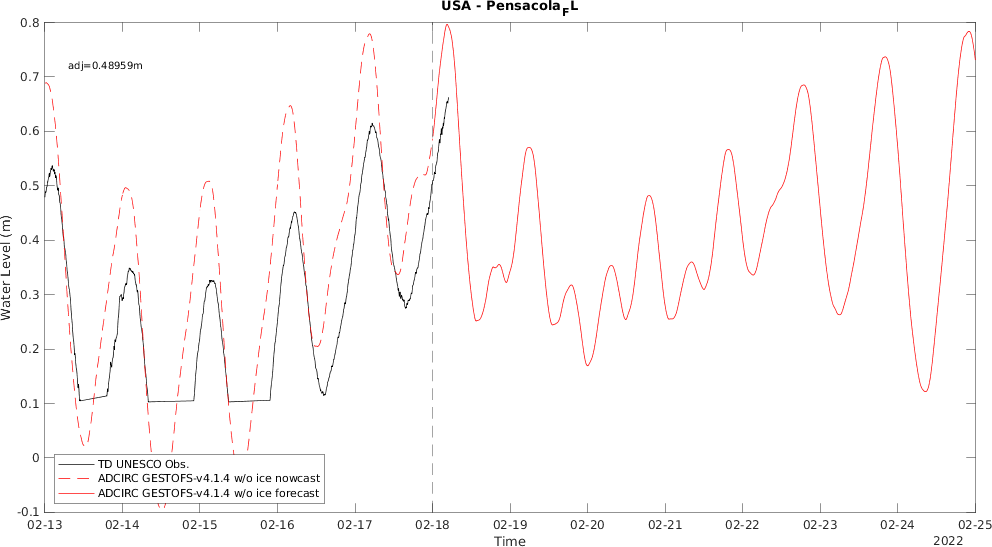 USA - Pensacola_FL
adj=0.48959m
0.8
0.7
0.6
0.5
0.4
0.3
0.2
0.1
0
-0.1
Water Level (m)
TD UNESCO Obs.
ADCIRC GESTOFS-v4.1.4 w/o ice nowcast
ADCIRC GESTOFS-v4.1.4 w/o ice forecast
02-13 02-14 02-15 02-16 02-17 02-18 02-19 02-20 02-21 02-22 02-23 02-24 02-25
Time
2022